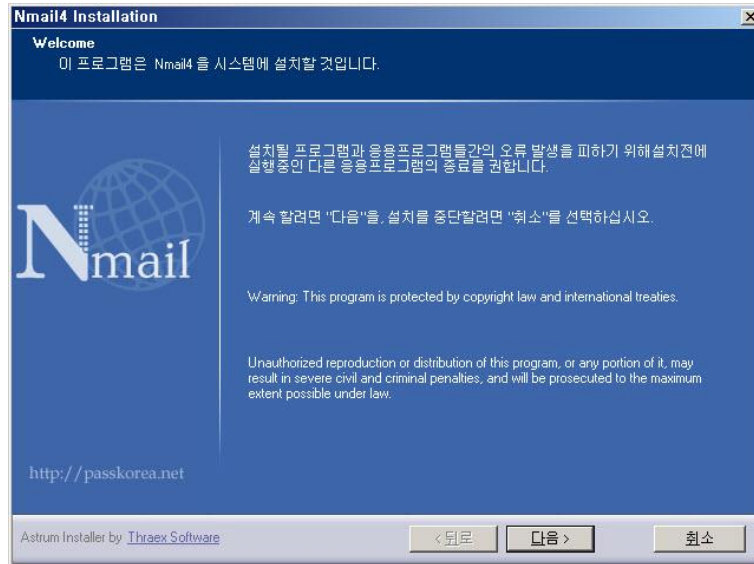 Nmail4 Installation
Welcome
이 프로그램은 Nmail4 을 시스템에 설치할 것입니다.
설치될 프로그램과 응용프로그램들간의 오류 발생을 피하기 위해설치전에
실행중인 다른 응용프로그램의 종료를 권합니다.
계속 할려면 "다음"을, 설치를 중단할려면 "취소"를 선택하십시오.
Nmail
Warning: This program is protected by copyright law and international treaties.
Unauthorized reproduction or distribution of this program, or any portion of it, may
result in severe civil and criminal penalties, and will be prosecuted to the maximum
extent possible under law.
http://passkorea.net
Astrum Installer by Thraex Software
< 뒤로
다음 >
취소